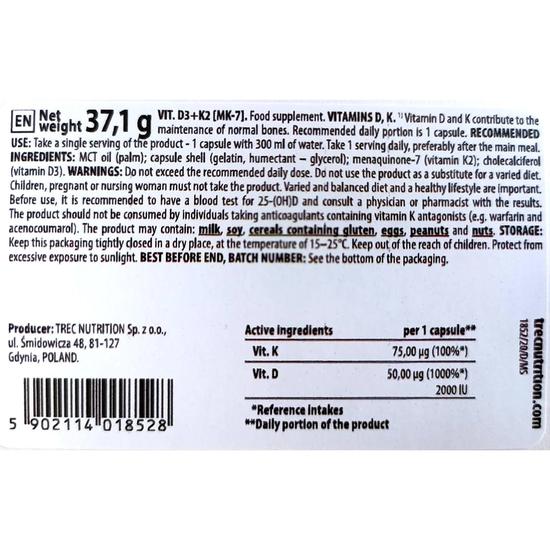 EN Net weight 37,1 g VIT. D3+K2 [MK-7]. Food supplement. VITAMINS D, K. ¹⁾ Vitamin D and K contribute to the
maintenance of normal bones. Recommended daily portion is 1 capsule. RECOMMENDED
USE: Take a single serving of the product - 1 capsule with 300 ml of water. Take 1 serving daily, preferably after the main meal.
INGREDIENTS: MCT oil (palm); capsule shell (gelatin, humectant – glycerol); menaquinone-7 (vitamin K2); cholecalciferol
(vitamin D3). WARNINGS: Do not exceed the recommended daily dose. Do not use the product as a substitute for a varied diet.
Children, pregnant or nursing woman must not take the product. Varied and balanced diet and a healthy lifestyle are important.
Before use, it is recommended to have a blood test for 25-(OH)D and consult a physician or pharmacist with the results.
The product should not be consumed by individuals taking anticoagulants containing vitamin K antagonists (e.g. warfarin and
acenocoumarol). The product may contain: milk, soy, cereals containing gluten, eggs, peanuts and nuts. STORAGE:
Keep this packaging tightly closed in a dry place, at the temperature of 15–25℃. Keep out of the reach of children. Protect from
excessive exposure to sunlight. BEST BEFORE END, BATCH NUMBER: See the bottom of the packaging.
Producer: TREC NUTRITION Sp. z o.o.,
ul. Śmidowicza 48, 81-127
Gdynia, POLAND.
5 902114 018528
Active ingredients per 1 capsule**
Vit. K 75,00 µg (100%*)
Vit. D 50,00 µg (1000%*)
2000 IU
*Reference intakes
**Daily portion of the product
trecnutrition.com
1852/20/D/MS